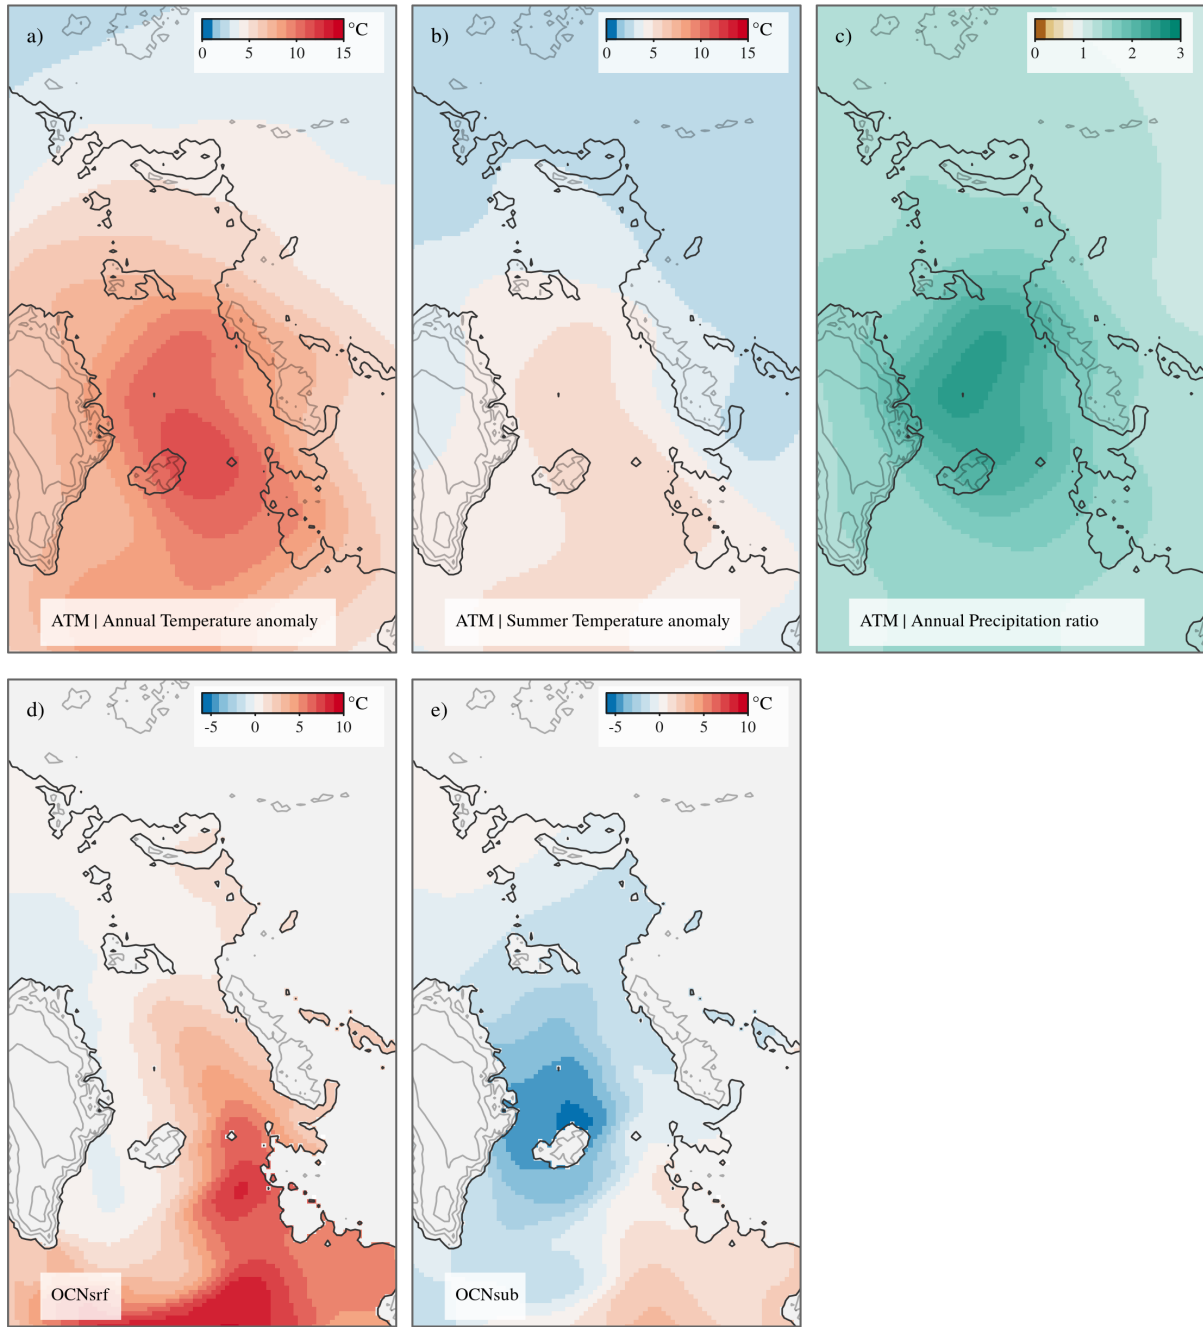 a)
°C
0 5 10 15
b)
°C
0 5 10 15
c)
0 1 2 3
ATM | Annual Temperature anomaly
ATM | Summer Temperature anomaly
ATM | Annual Precipitation ratio
d)
°C
-5 0 5 10
e)
°C
-5 0 5 10
OCNsrf
OCNsub